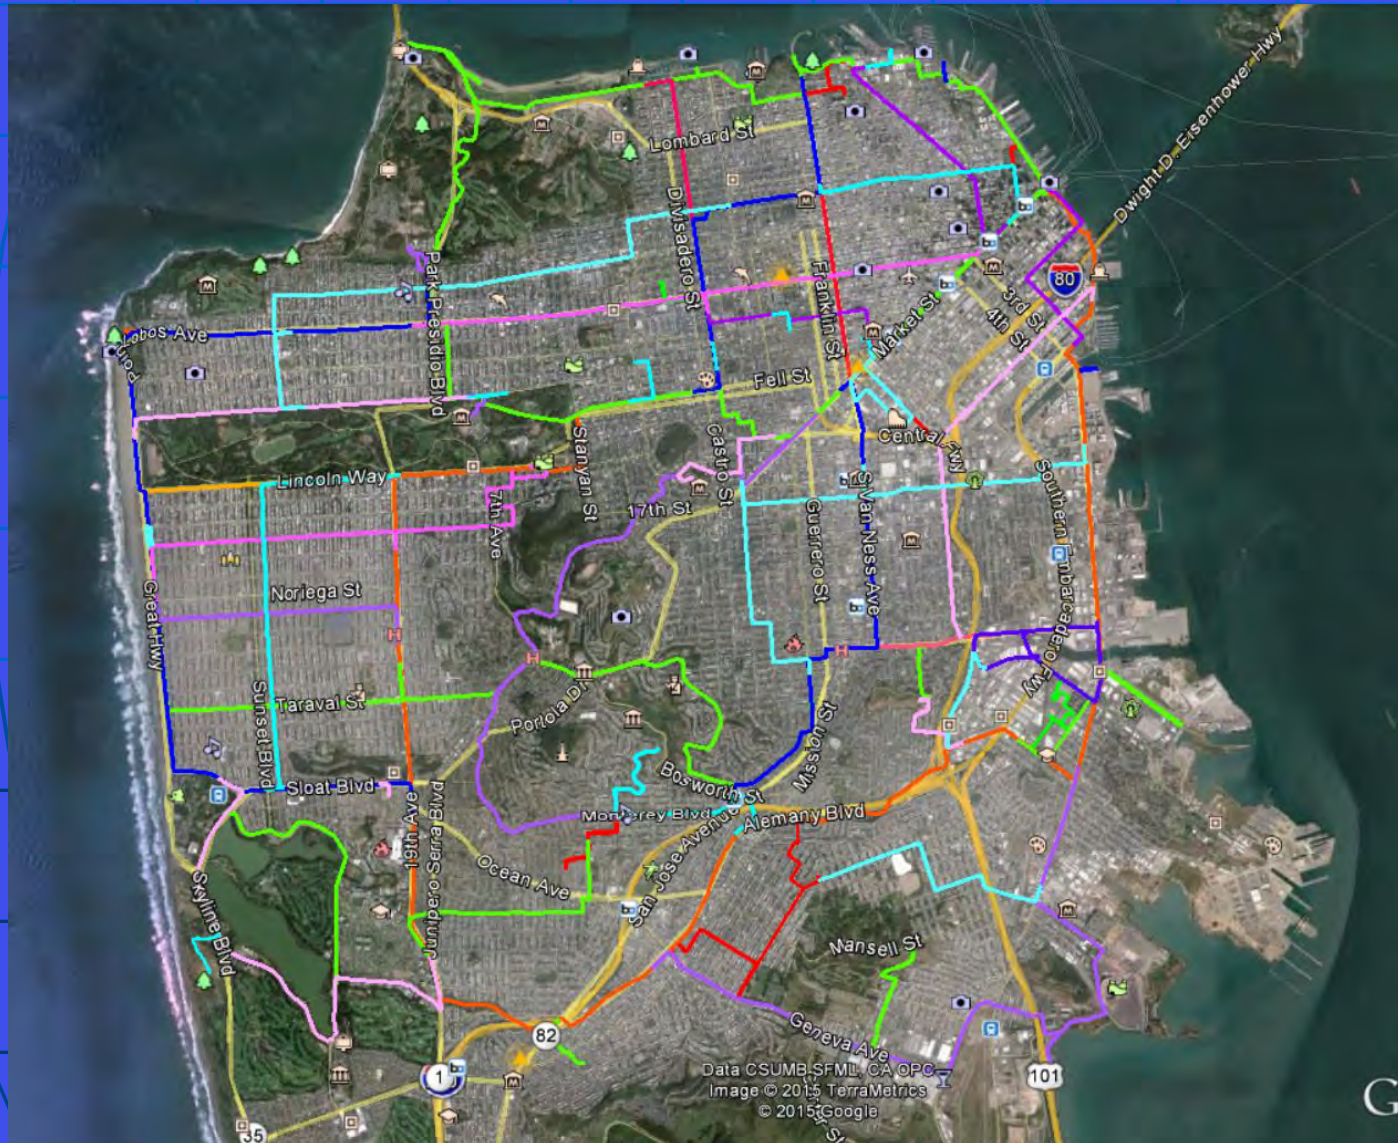 Dwight D. Eisenhower Hwy
Lombard St
Divisadero St
Park Presidio Blvd
Franklin St
80
3rd St
4th St
Market St
Lobos Ave
Point
Fell St
Stanyan St
Castro St
Central Fwy
Lincoln Way
7th Ave
17th St
Guerrero St
S Van Ness Ave
Southern Embarcadero Fwy
Great Hwy
Noriega St
H
H
H
Taraval St
Sunset Blvd
Portola Dr
Mission St
Sloat Blvd
Bosworth St
Monterey Blvd
Alemany Blvd
19th Ave
Junipero Serra Blvd
Ocean Ave
San Jose Avenue
Skyline Blvd
Mansell St
Geneva Ave
82
1
101
35
Data CSUMB SFML, CA OPC
Image © 2015 TerraMetrics
© 2015 Google
G